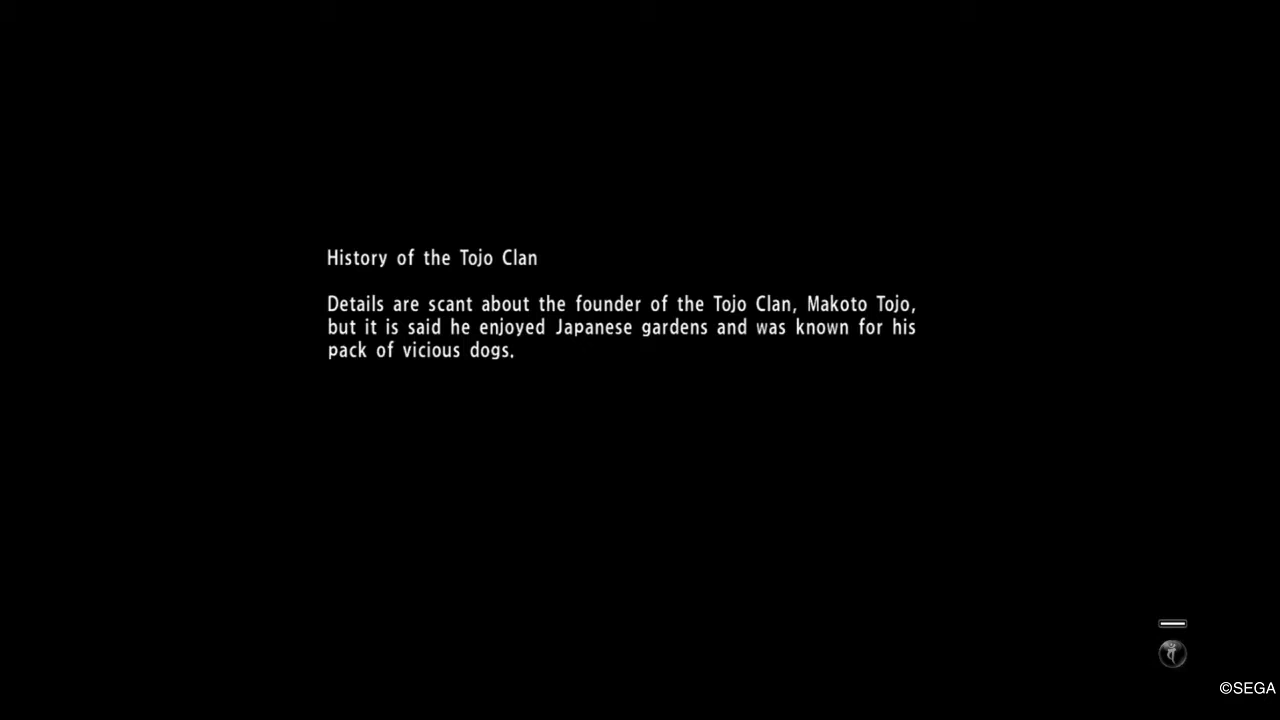 History of the Tojo Clan
Details are scant about the founder of the Tojo Clan, Makoto Tojo,
but it is said he enjoyed Japanese gardens and was known for his
pack of vicious dogs.
©SEGA